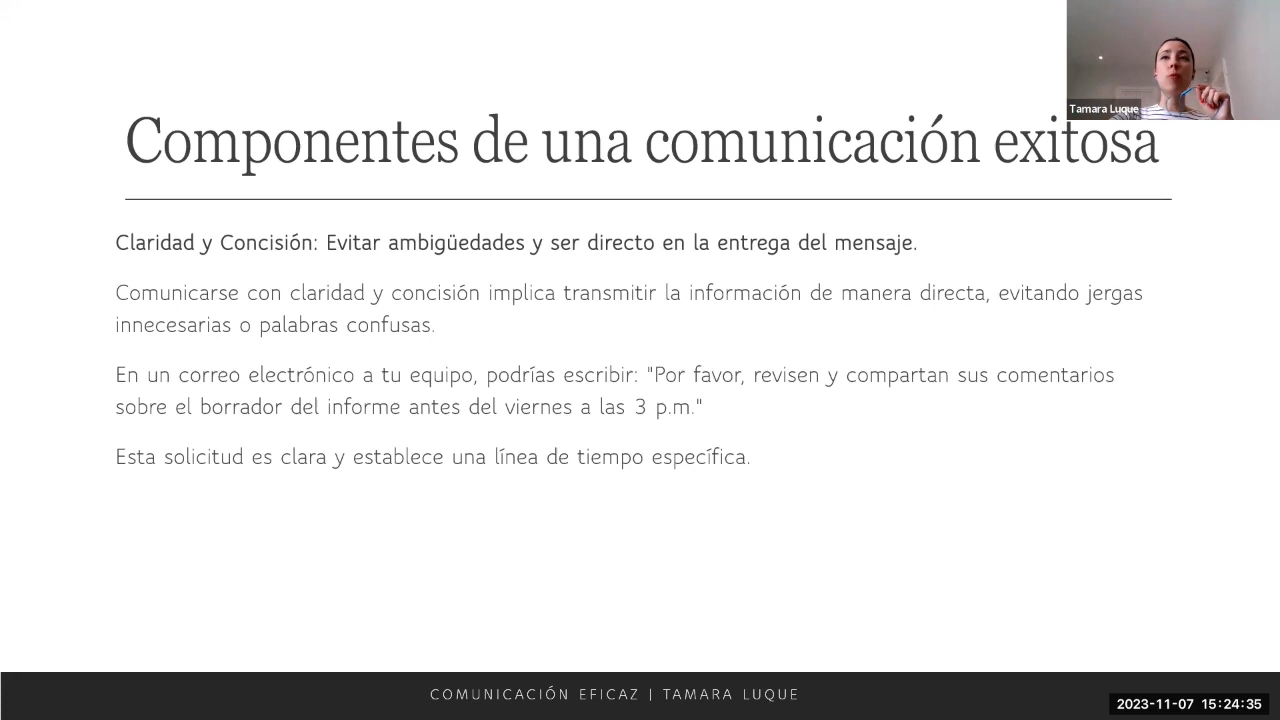 Tamara Luque
Componentes de una comunicación exitosa
Claridad y Concisión: Evitar ambigüedades y ser directo en la entrega del mensaje.
Comunicarse con claridad y concisión implica transmitir la información de manera directa, evitando jergas
innecesarias o palabras confusas.
En un correo electrónico a tu equipo, podrías escribir: "Por favor, revisen y compartan sus comentarios
sobre el borrador del informe antes del viernes a las 3 p.m."
Esta solicitud es clara y establece una línea de tiempo específica.
COMUNICACIÓN EFICAZ | TAMARA LUQUE
2023-11-07 15:24:35